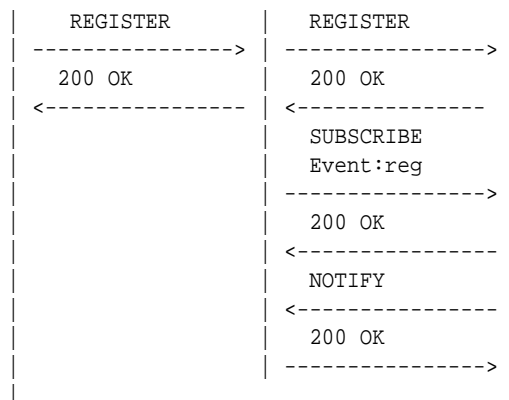 | REGISTER | REGISTER
| ---------------> | --------------->
| 200 OK | 200 OK
| <---------------- | <---------------
| | SUBSCRIBE
| | Event:reg
| | --------------->
| | 200 OK
| | <----------------
| | NOTIFY
| | <----------------
| | 200 OK
| | --------------->
|